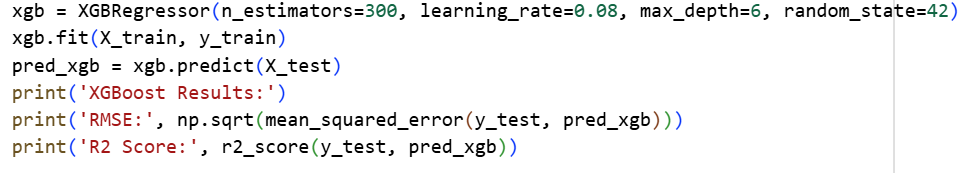 xgb = XGBRegressor(n_estimators=300, learning_rate=0.08, max_depth=6, random_state=42)
xgb.fit(X_train, y_train)
pred_xgb = xgb.predict(X_test)
print('XGBoost Results:')
print('RMSE:', np.sqrt(mean_squared_error(y_test, pred_xgb)))
print('R2 Score:', r2_score(y_test, pred_xgb))